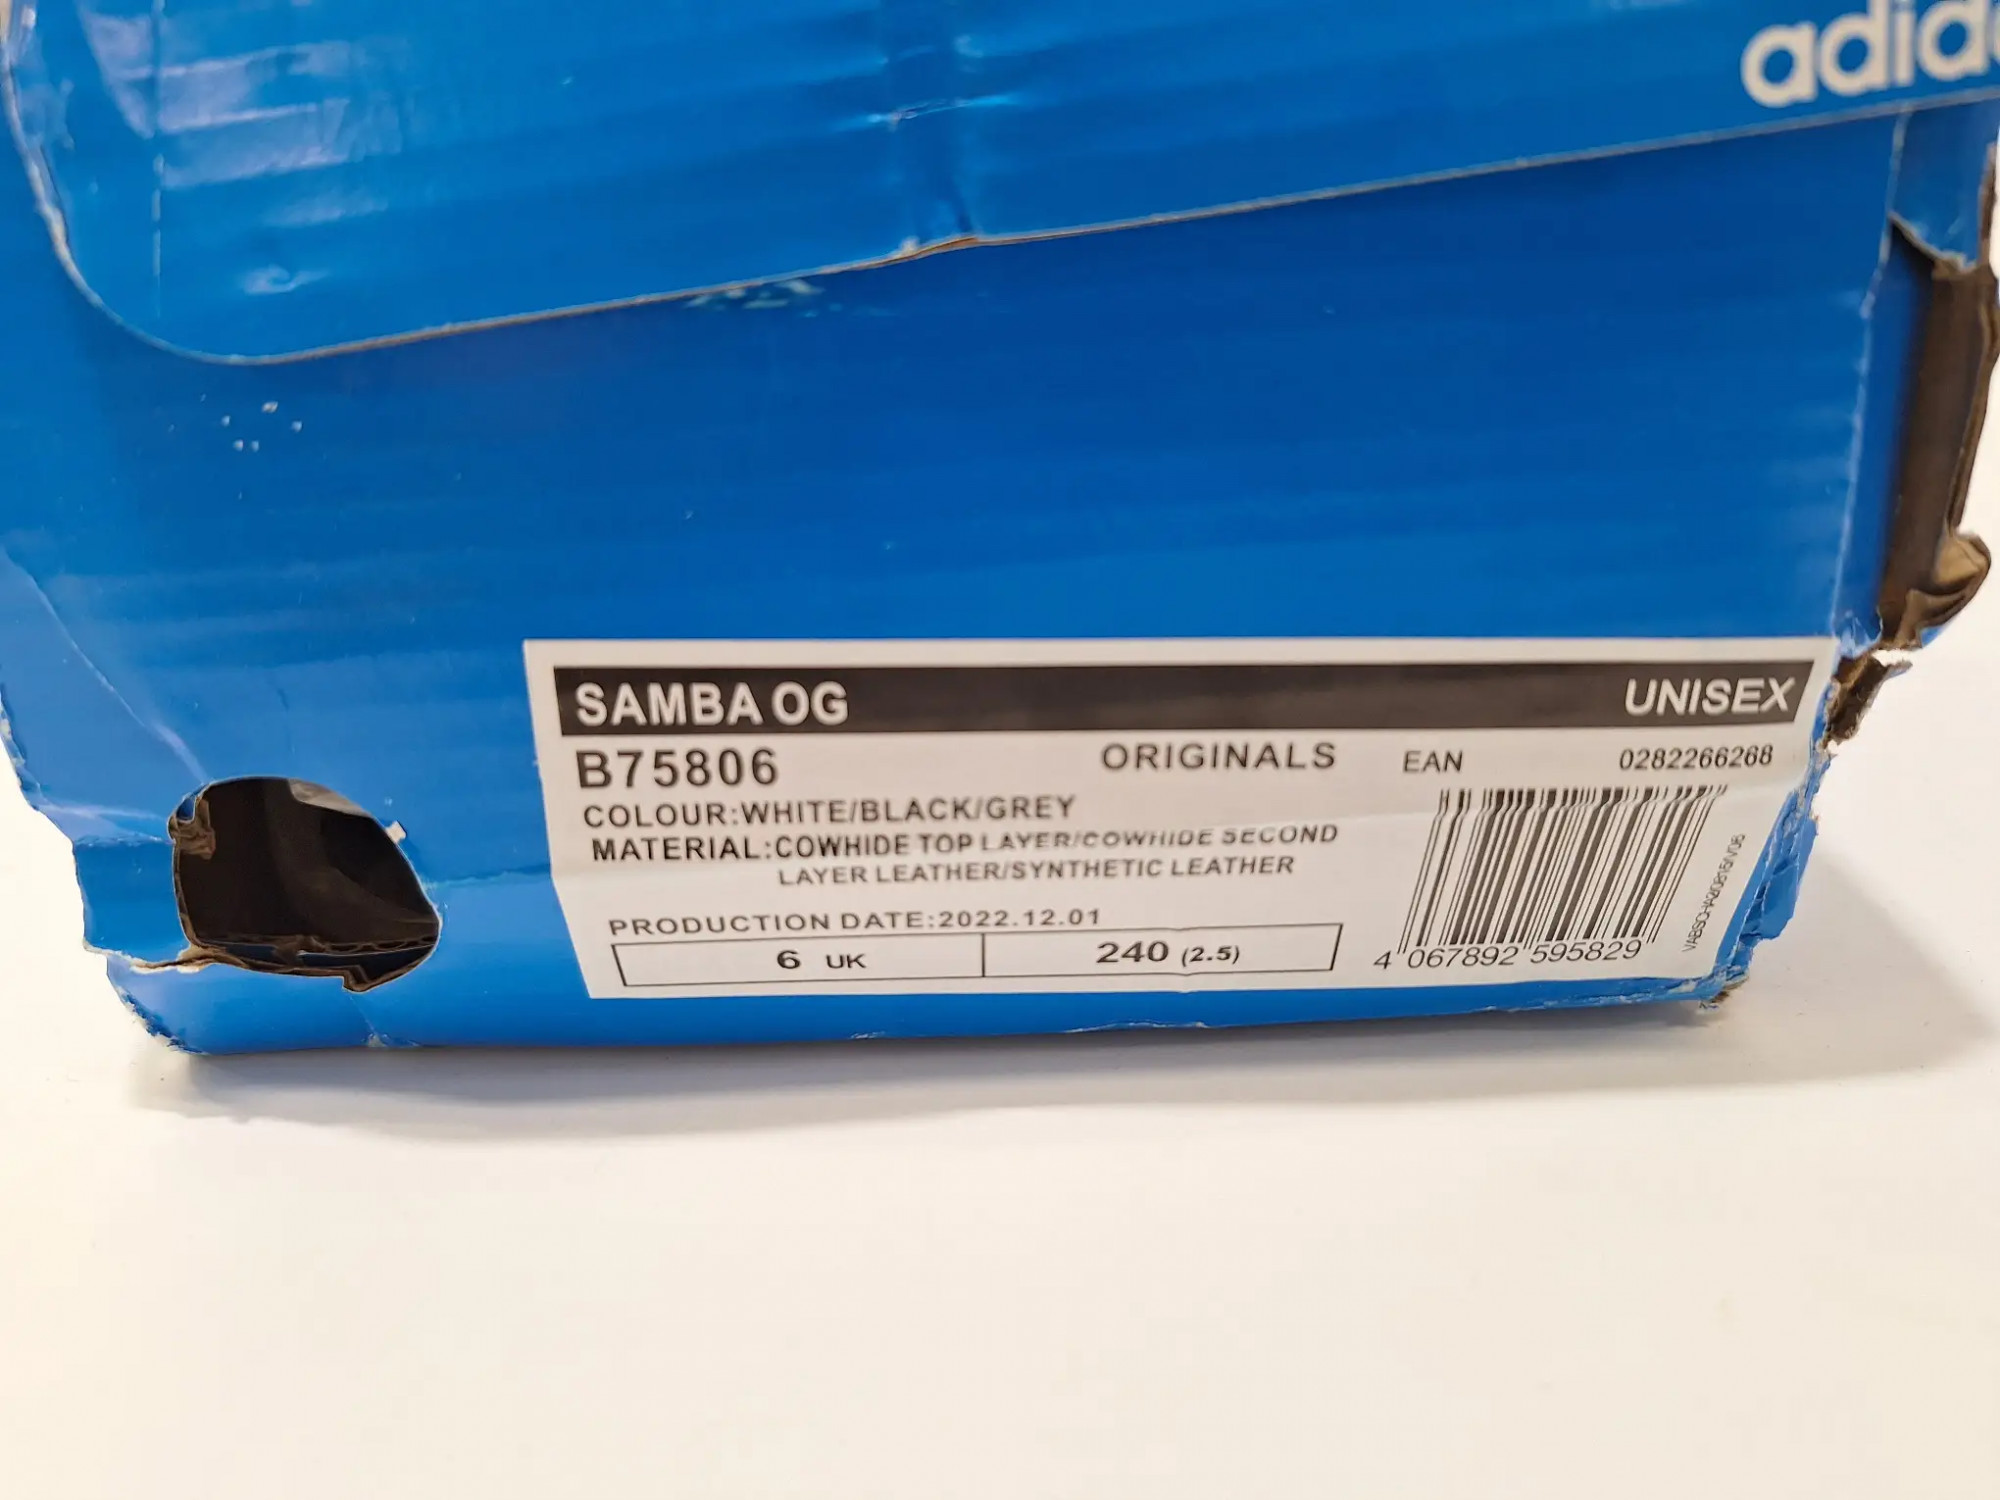 adida
SAMBA OG UNISEX
B75806 ORIGINALS EAN 0282266268
COLOUR:WHITE/BLACK/GREY
MATERIAL:COWHIDE TOP LAYER/COWHIDE SECOND
LAYER LEATHER/SYNTHETIC LEATHER
PRODUCTION DATE:2022.12.01
6 UK 240 (2.5)
4 067892 595829